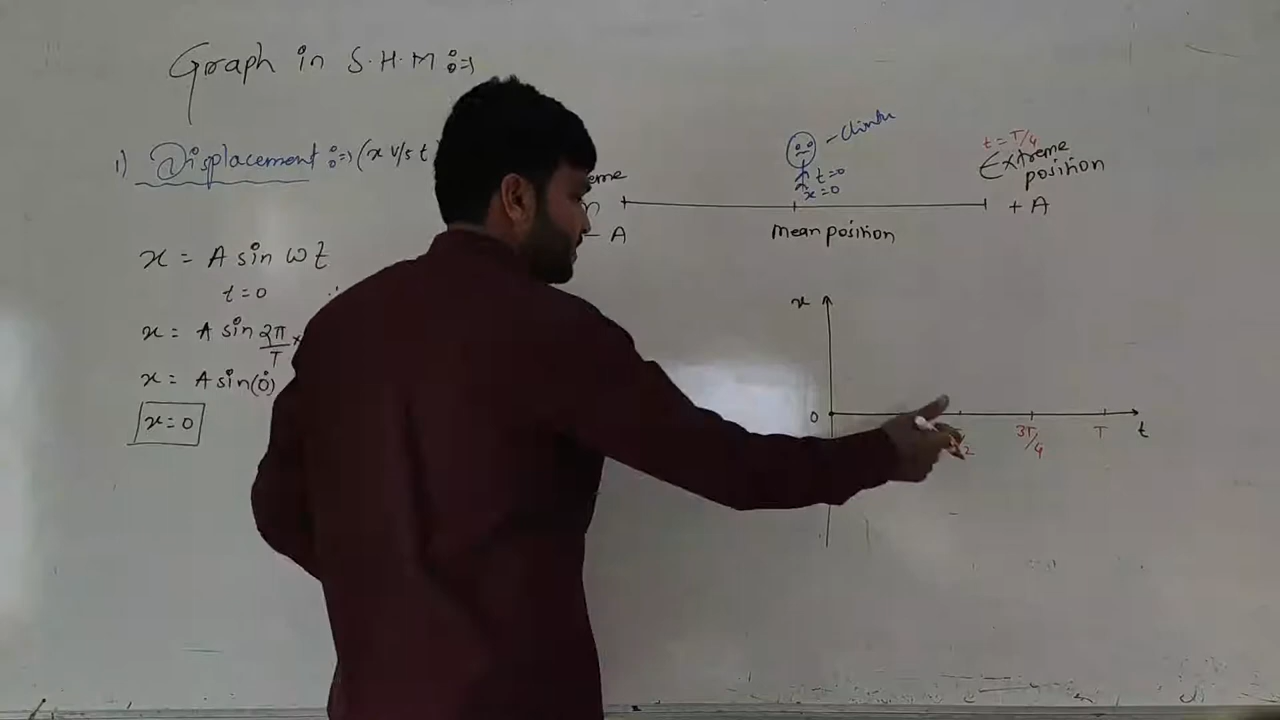 Graph in S.H.M :⇒
1) Displacement :⇒ (x v/s t
x = A sin ωt
t = 0
x = A sin 2π/T ×
x = A sin(0)
x = 0
- Chintu
t = 0
x = 0
Mean position
t = T/4
Extreme
position
+ A
eme
n
- A
x
0
3T/4
T
t